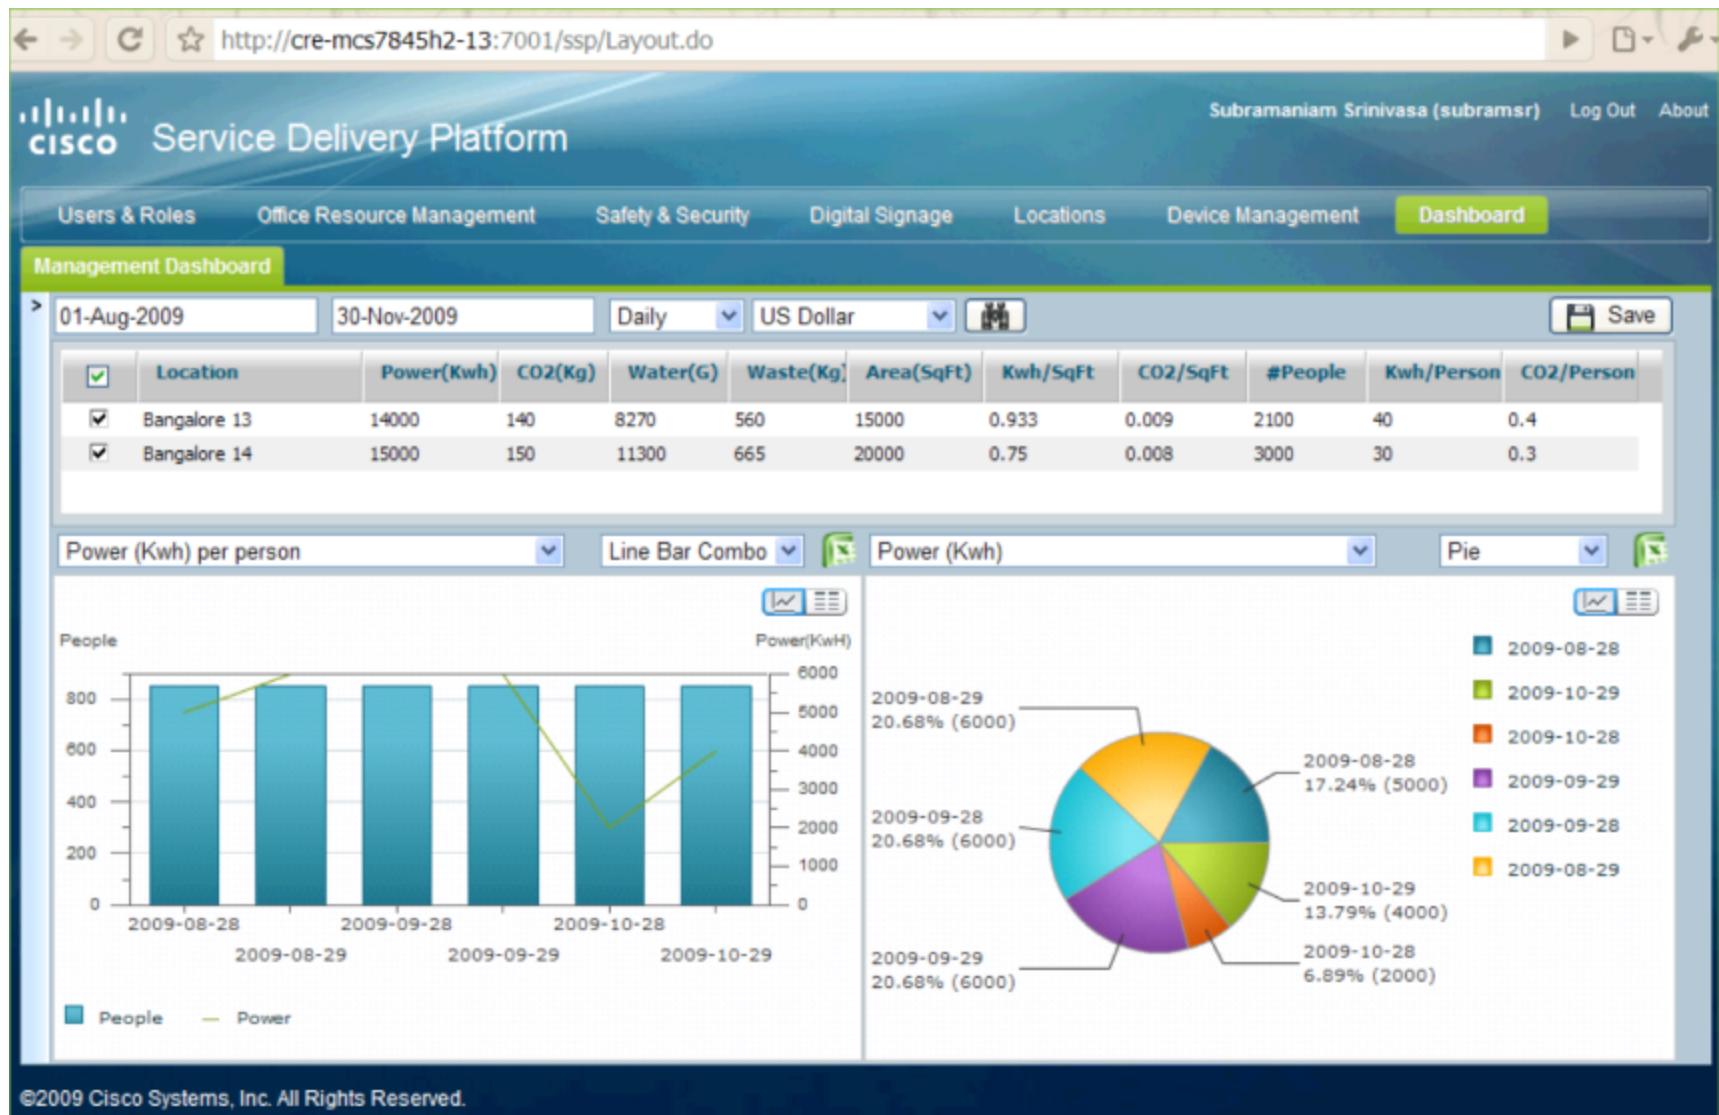 http://cre-mcs7845h2-13:7001/ssp/Layout.do
Subramaniam Srinivasa (subramsr) Log Out About
CISCO Service Delivery Platform
Users & Roles Office Resource Management Safety & Security Digital Signage Locations Device Management Dashboard
Management Dashboard
> 01-Aug-2009 30-Nov-2009 Daily US Dollar Save
Location Power(Kwh) CO2(Kg) Water(G) Waste(Kg) Area(SqFt) Kwh/SqFt CO2/SqFt #People Kwh/Person CO2/Person
Bangalore 13 14000 140 8270 560 15000 0.933 0.009 2100 40 0.4
Bangalore 14 15000 150 11300 665 20000 0.75 0.008 3000 30 0.3
Power (Kwh) per person Line Bar Combo Power (Kwh) Pie
People Power(KwH)
6000
800
5000
600 4000
3000
400
2000
200
1000
0 0
2009-08-28 2009-09-28 2009-10-28
2009-08-29 2009-09-29 2009-10-29
People Power
2009-08-29
20.68% (6000)
2009-08-28
17.24% (5000)
2009-09-28
20.68% (6000)
2009-10-29
13.79% (4000)
2009-10-28
6.89% (2000)
2009-09-29
20.68% (6000)
2009-08-28
2009-10-29
2009-10-28
2009-09-29
2009-09-28
2009-08-29
©2009 Cisco Systems, Inc. All Rights Reserved.